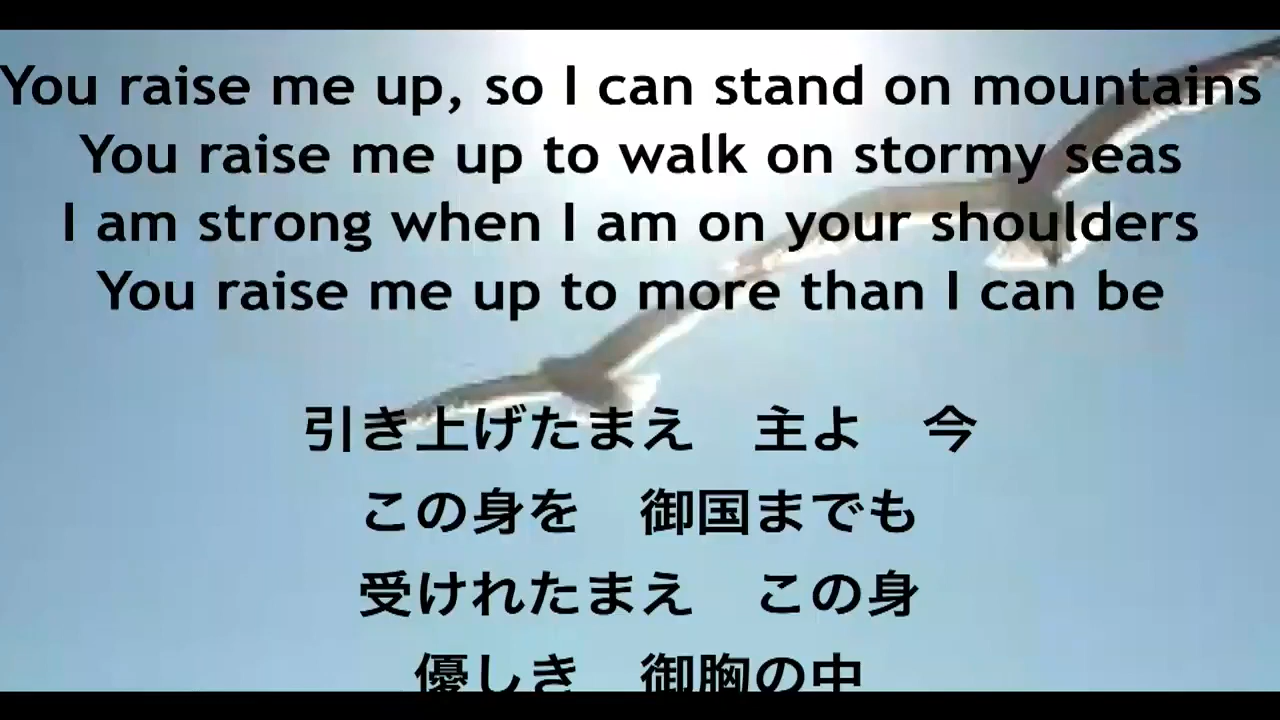 You raise me up, so I can stand on mountains
You raise me up to walk on stormy seas
I am strong when I am on your shoulders
You raise me up to more than I can be
引き上げたまえ　主よ　今
この身を　御国までも
受けれたまえ　この身
優しき　御胸の中